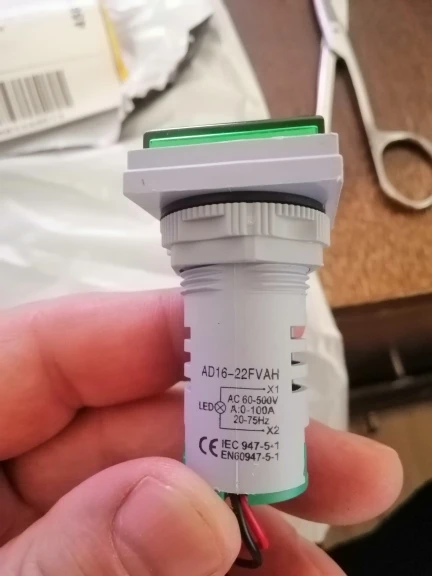 AD16-22FVAH
X1
AC 60-500V
LED A:0-100A
20-75Hz
X2
CE IEC 947-5-1
EN60947-5-1